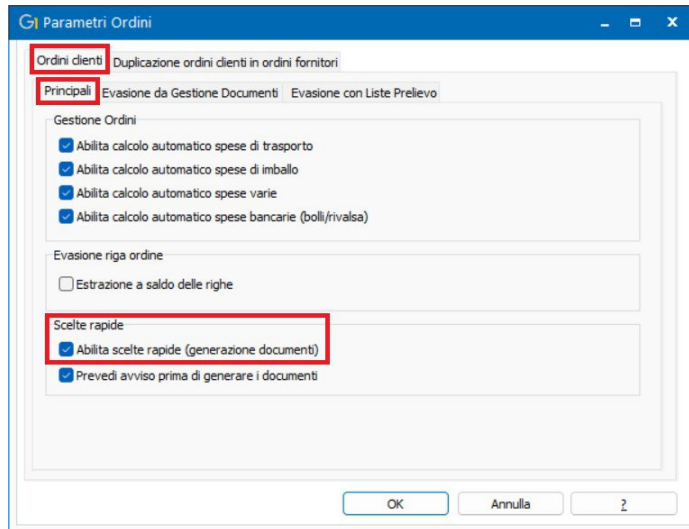 G1 Parametri Ordini
Ordini clienti Duplicazione ordini clienti in ordini fornitori
Principali Evasione da Gestione Documenti Evasione con Liste Prelievo
Gestione Ordini
Abilita calcolo automatico spese di trasporto
Abilita calcolo automatico spese di imballo
Abilita calcolo automatico spese varie
Abilita calcolo automatico spese bancarie (bolli/rivalsa)
Evasione riga ordine
Estrazione a saldo delle righe
Scelte rapide
Abilita scelte rapide (generazione documenti)
Prevedi avviso prima di generare i documenti
OK Annulla ?